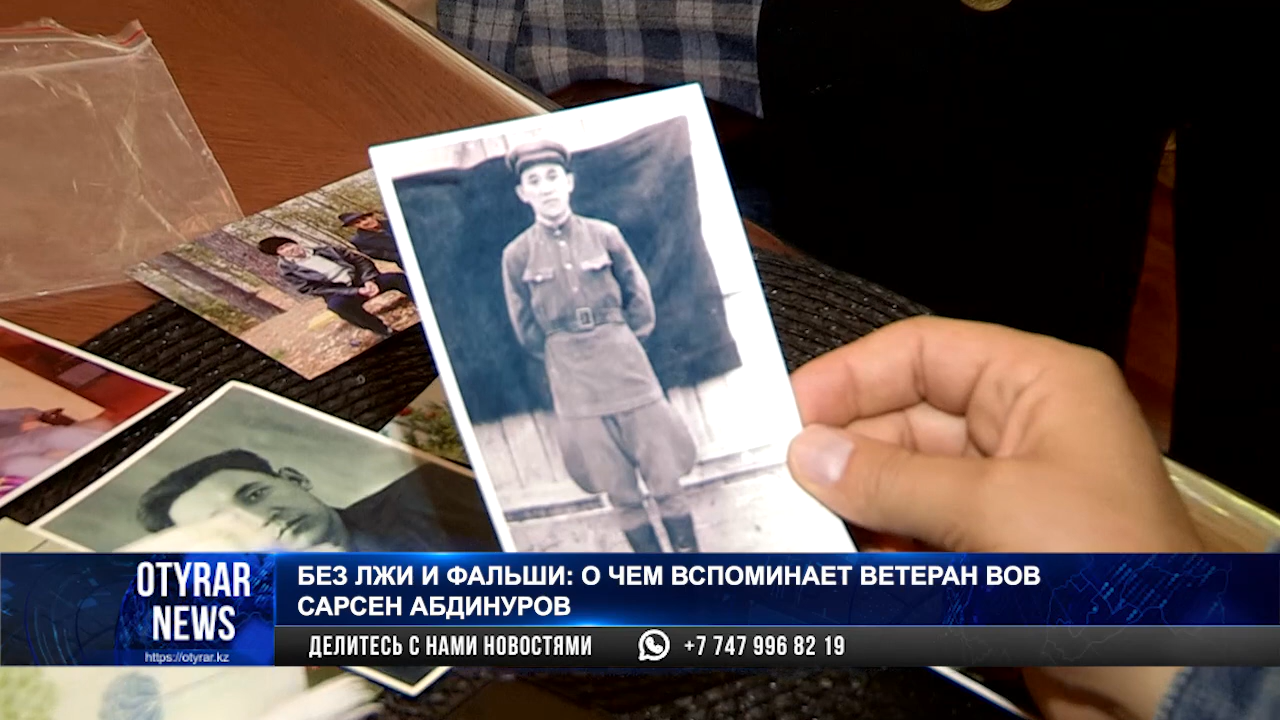 OTYRAR
NEWS
https://otyrar.kz
БЕЗ ЛЖИ И ФАЛЬШИ: О ЧЕМ ВСПОМИНАЕТ ВЕТЕРАН ВОВ
САРСЕН АБДИНУРОВ
ДЕЛИТЕСЬ С НАМИ НОВОСТЯМИ +7 747 996 82 19